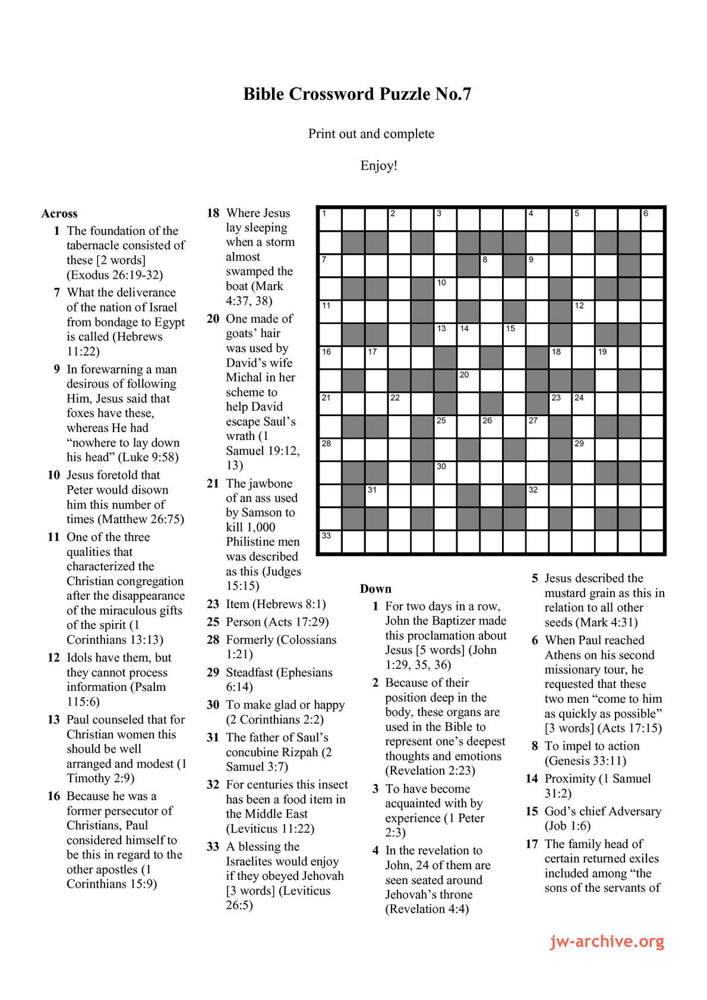 Bible Crossword Puzzle No.7
Print out and complete
Enjoy!
Across
1 The foundation of the
tabernacle consisted of
these [2 words]
(Exodus 26:19-32)
7 What the deliverance
of the nation of Israel
from bondage to Egypt
is called (Hebrews
11:22)
9 In forewarning a man
desirous of following
Him, Jesus said that
foxes have these,
whereas He had
“nowhere to lay down
his head” (Luke 9:58)
10 Jesus foretold that
Peter would disown
him this number of
times (Matthew 26:75)
11 One of the three
qualities that
characterized the
Christian congregation
after the disappearance
of the miraculous gifts
of the spirit (1
Corinthians 13:13)
12 Idols have them, but
they cannot process
information (Psalm
115:6)
13 Paul counseled that for
Christian women this
should be well
arranged and modest (1
Timothy 2:9)
16 Because he was a
former persecutor of
Christians, Paul
considered himself to
be this in regard to the
other apostles (1
Corinthians 15:9)
18 Where Jesus
lay sleeping
when a storm
almost
swamped the
boat (Mark
4:37, 38)
20 One made of
goats’ hair
was used by
David’s wife
Michal in her
scheme to
help David
escape Saul’s
wrath (1
Samuel 19:12,
13)
21 The jawbone
of an ass used
by Samson to
kill 1,000
Philistine men
was described
as this (Judges
15:15)
23 Item (Hebrews 8:1)
25 Person (Acts 17:29)
28 Formerly (Colossians
1:21)
29 Steadfast (Ephesians
6:14)
30 To make glad or happy
(2 Corinthians 2:2)
31 The father of Saul’s
concubine Rizpah (2
Samuel 3:7)
32 For centuries this insect
has been a food item in
the Middle East
(Leviticus 11:22)
33 A blessing the
Israelites would enjoy
if they obeyed Jehovah
[3 words] (Leviticus
26:5)
1 2 3 4 5 6
7 8 9
10
11 12
13 14 15
16 17 18 19
20
21 22 23 24
25 26 27
28 29
30
31 32
33
Down
1 For two days in a row,
John the Baptizer made
this proclamation about
Jesus [5 words] (John
1:29, 35, 36)
2 Because of their
position deep in the
body, these organs are
used in the Bible to
represent one’s deepest
thoughts and emotions
(Revelation 2:23)
3 To have become
acquainted with by
experience (1 Peter
2:3)
4 In the revelation to
John, 24 of them are
seen seated around
Jehovah’s throne
(Revelation 4:4)
5 Jesus described the
mustard grain as this in
relation to all other
seeds (Mark 4:31)
6 When Paul reached
Athens on his second
missionary tour, he
requested that these
two men “come to him
as quickly as possible”
[3 words] (Acts 17:15)
8 To impel to action
(Genesis 33:11)
14 Proximity (1 Samuel
31:2)
15 God’s chief Adversary
(Job 1:6)
17 The family head of
certain returned exiles
included among “the
sons of the servants of
jw-archive.org